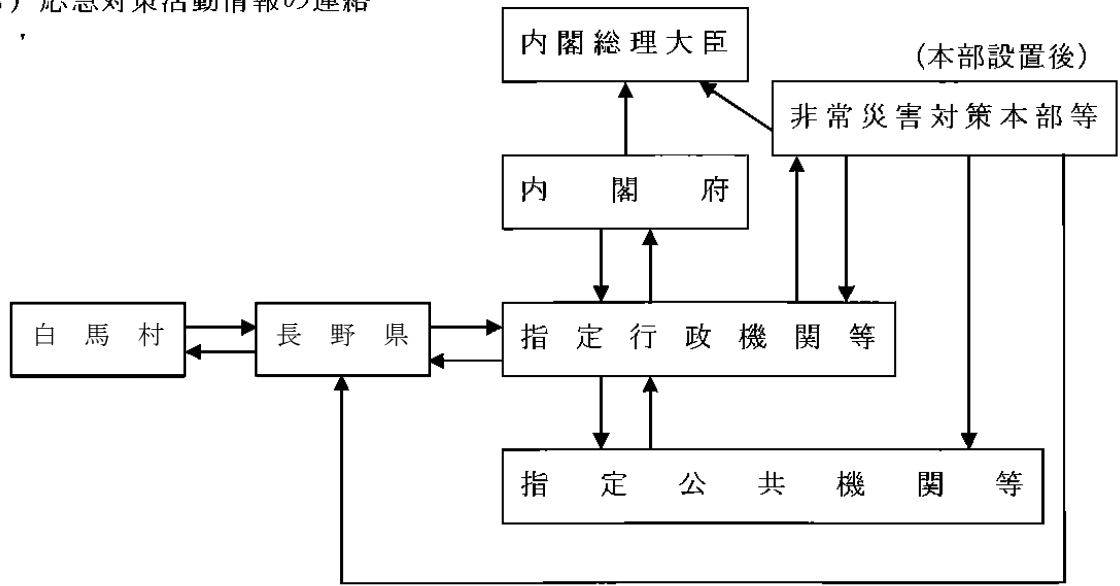 応急対策活動情報の連絡
内閣総理大臣
(本部設置後)
非常災害対策本部等
内閣府
白馬村
長野県
指定行政機関等
指定公共機関等